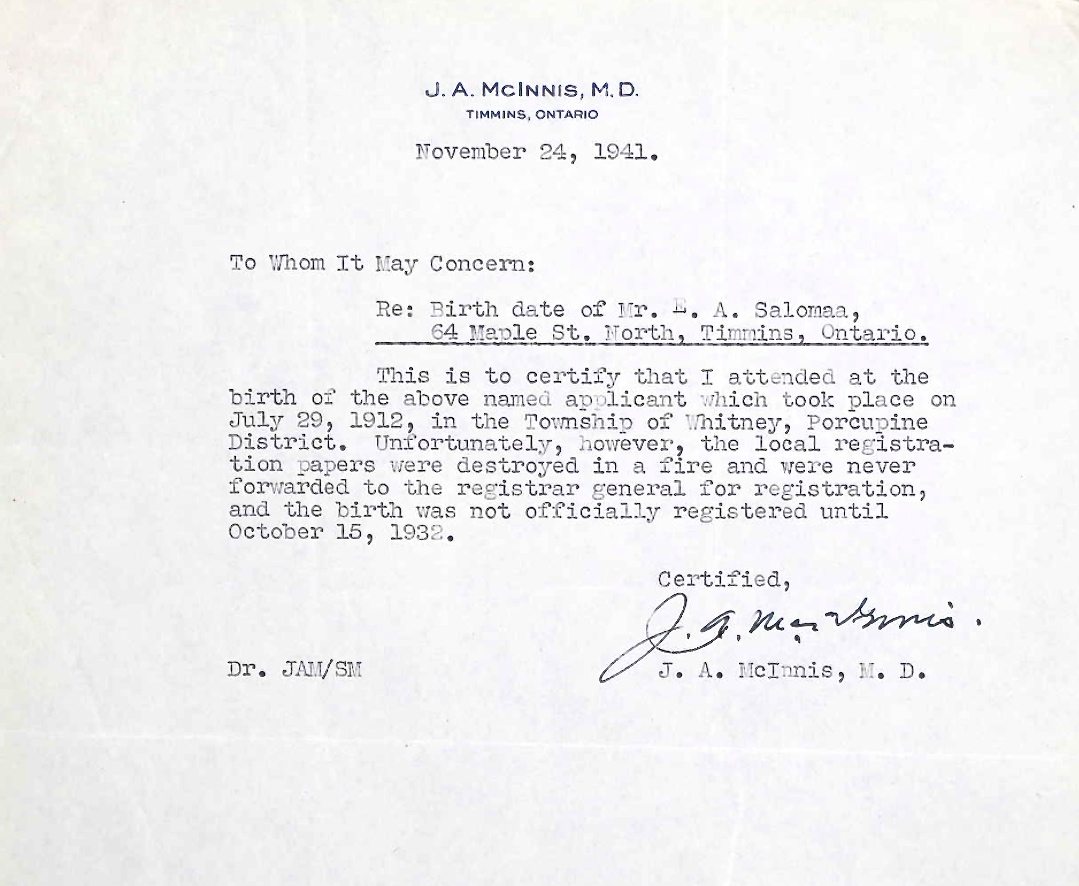 J. A. McInnis, M. D.
TIMMINS, ONTARIO
November 24, 1941.
To Whom It May Concern:
Re: Birth date of Mr. E. A. Salomaa,
64 Maple St. North, Timmins, Ontario.
This is to certify that I attended at the
birth of the above named applicant which took place on
July 29, 1912, in the Township of Whitney, Porcupine
District. Unfortunately, however, the local registra-
tion papers were destroyed in a fire and were never
forwarded to the registrar general for registration,
and the birth was not officially registered until
October 15, 1932.
Certified,
J. A. MacInnis.
Dr. JAM/SM
J. A. McInnis, M. D.